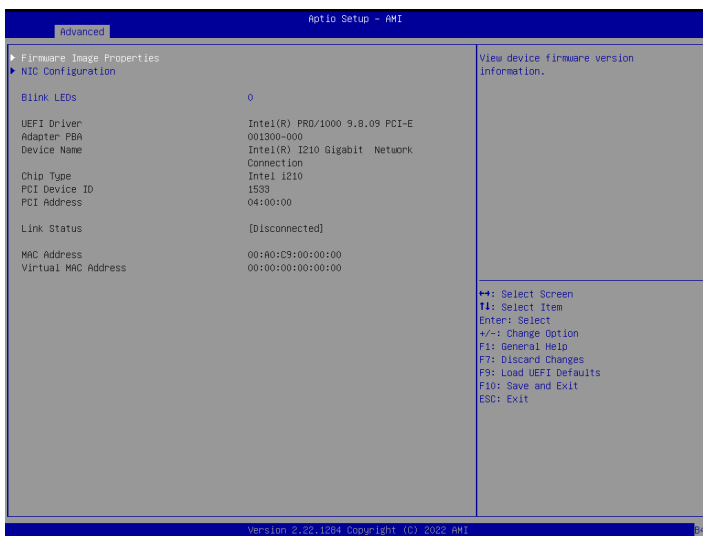 Aptio Setup - AMI
Advanced
Firmware Image Properties
NIC Configuration
Blink LEDs 0
UEFI Driver Intel(R) PRO/1000 9.8.09 PCI-E
Adapter PBA 001300-000
Device Name Intel(R) I210 Gigabit Network
Connection
Chip Type Intel i210
PCI Device ID 1533
PCI Address 04:00:00
Link Status [Disconnected]
MAC Address 00:A0:C9:00:00:00
Virtual MAC Address 00:00:00:00:00:00
View device firmware version
information.
↔: Select Screen
↑↓: Select Item
Enter: Select
+/-: Change Option
F1: General Help
F7: Discard Changes
F9: Load UEFI Defaults
F10: Save and Exit
ESC: Exit
Version 2.22.1284 Copyright (C) 2022 AMI